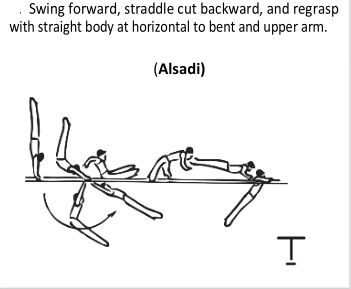 . Swing forward, straddle cut backward, and regrasp
with straight body at horizontal to bent and upper arm.
(Alsadi)
T